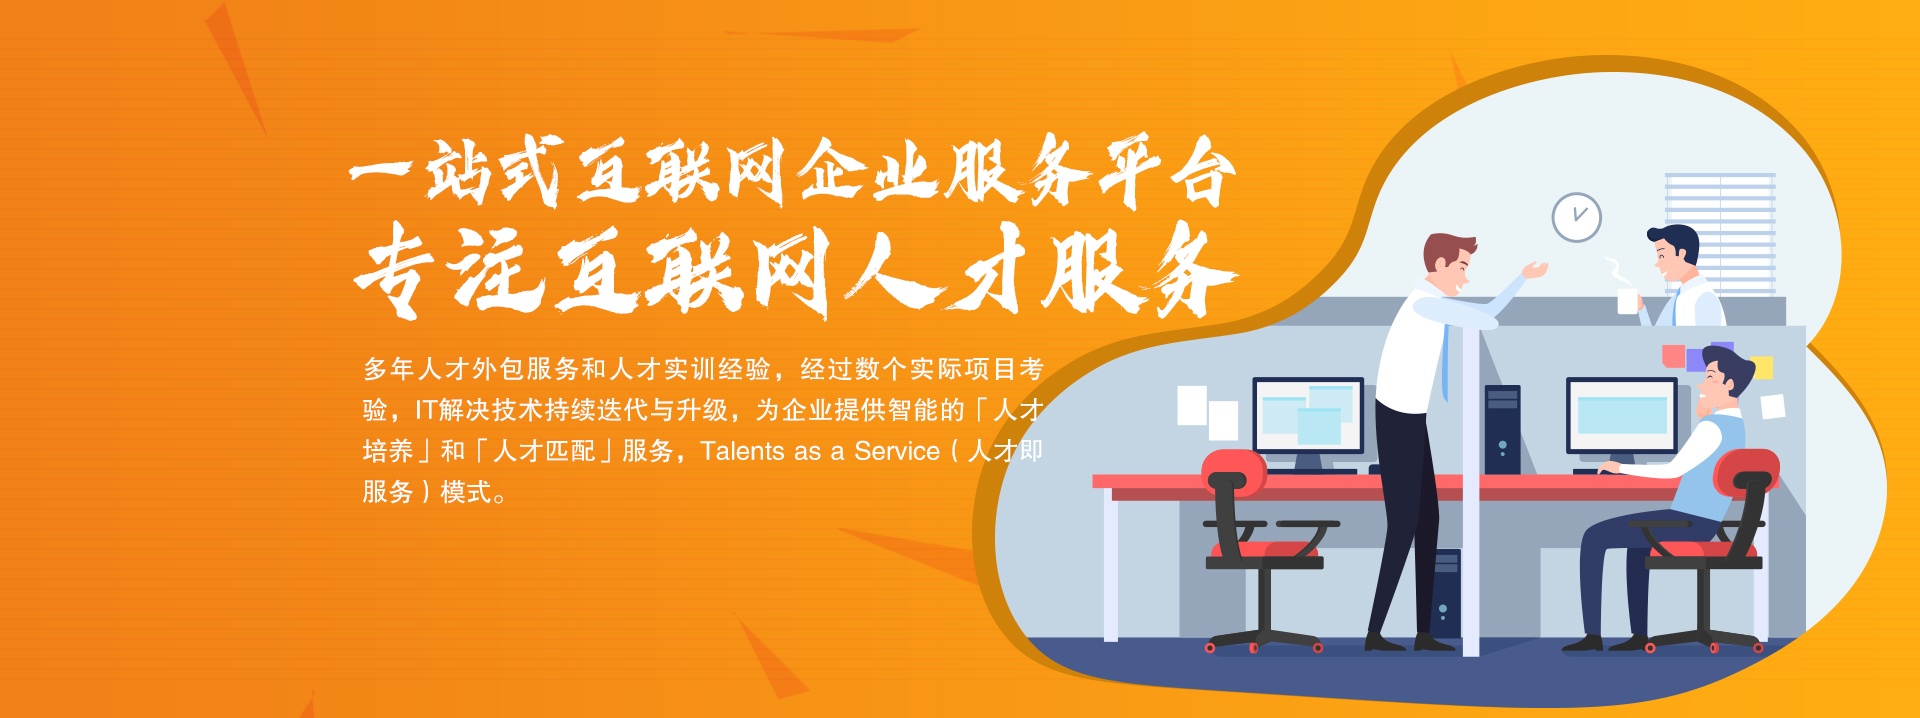 一站式互联网企业服务平台
专注互联网人才服务
多年人才外包服务和人才实训经验，经过数个实际项目考
验，IT解决技术持续迭代与升级，为企业提供智能的「人才
培养」和「人才匹配」服务，Talents as a Service（人才即
服务）模式。